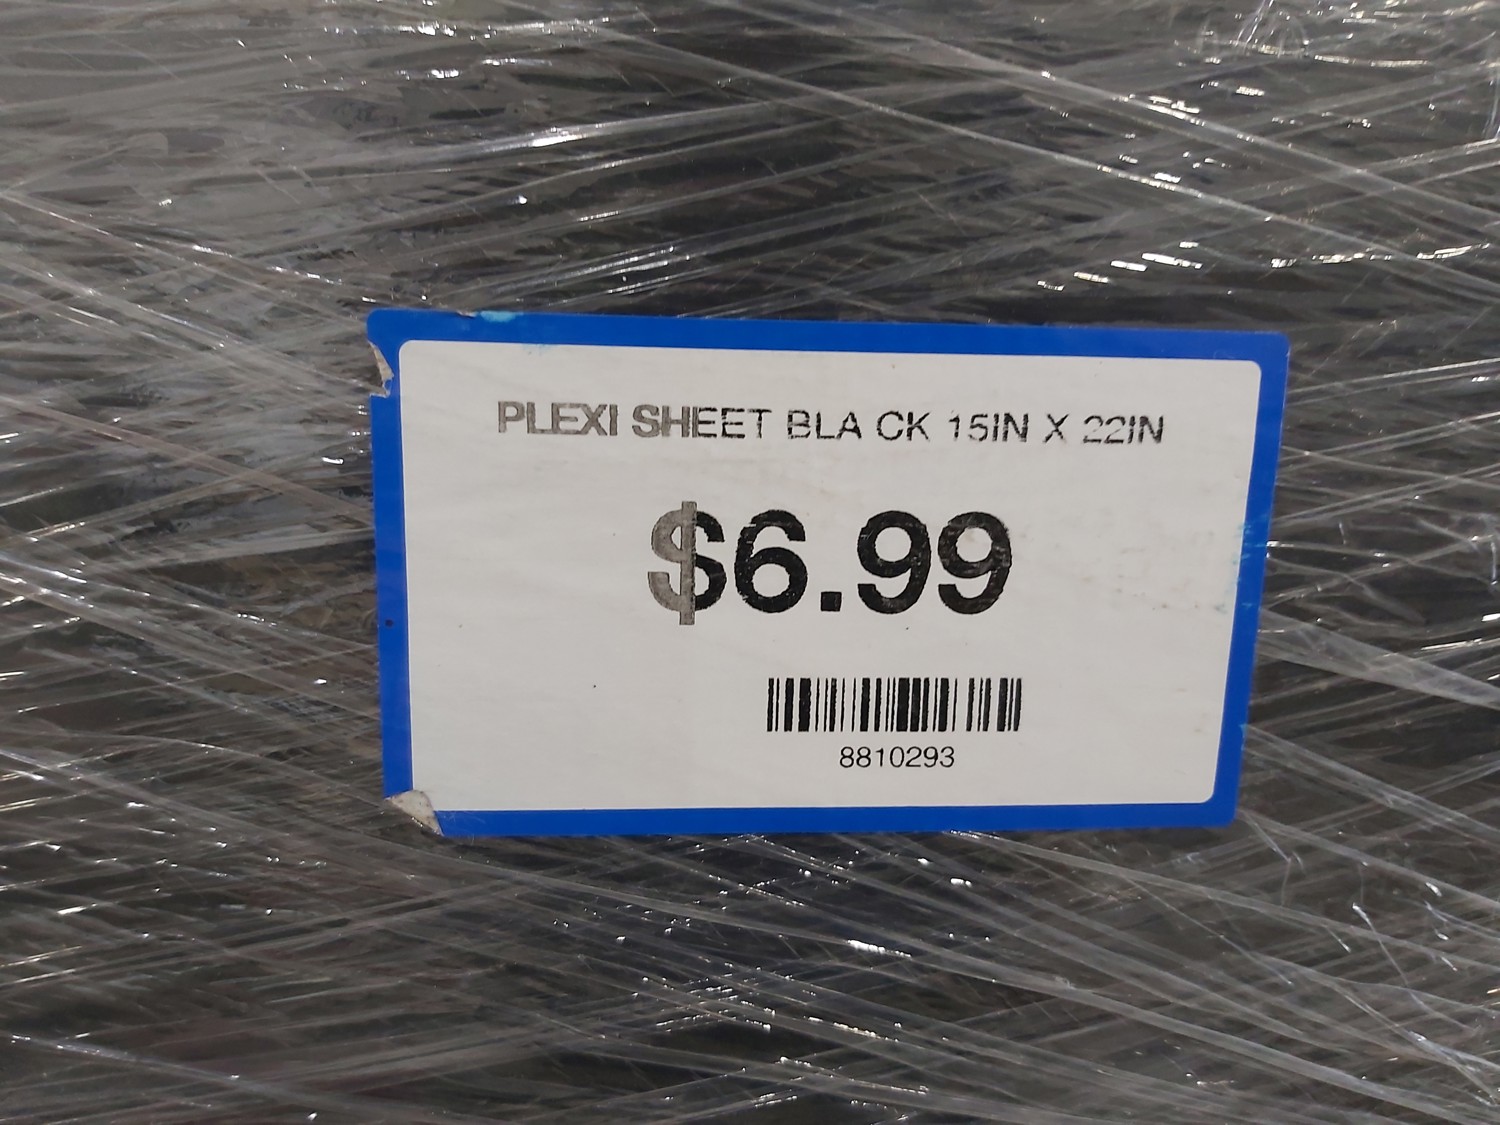 PLEXI SHEET BLA CK 15IN X 22IN
$6.99
8810293